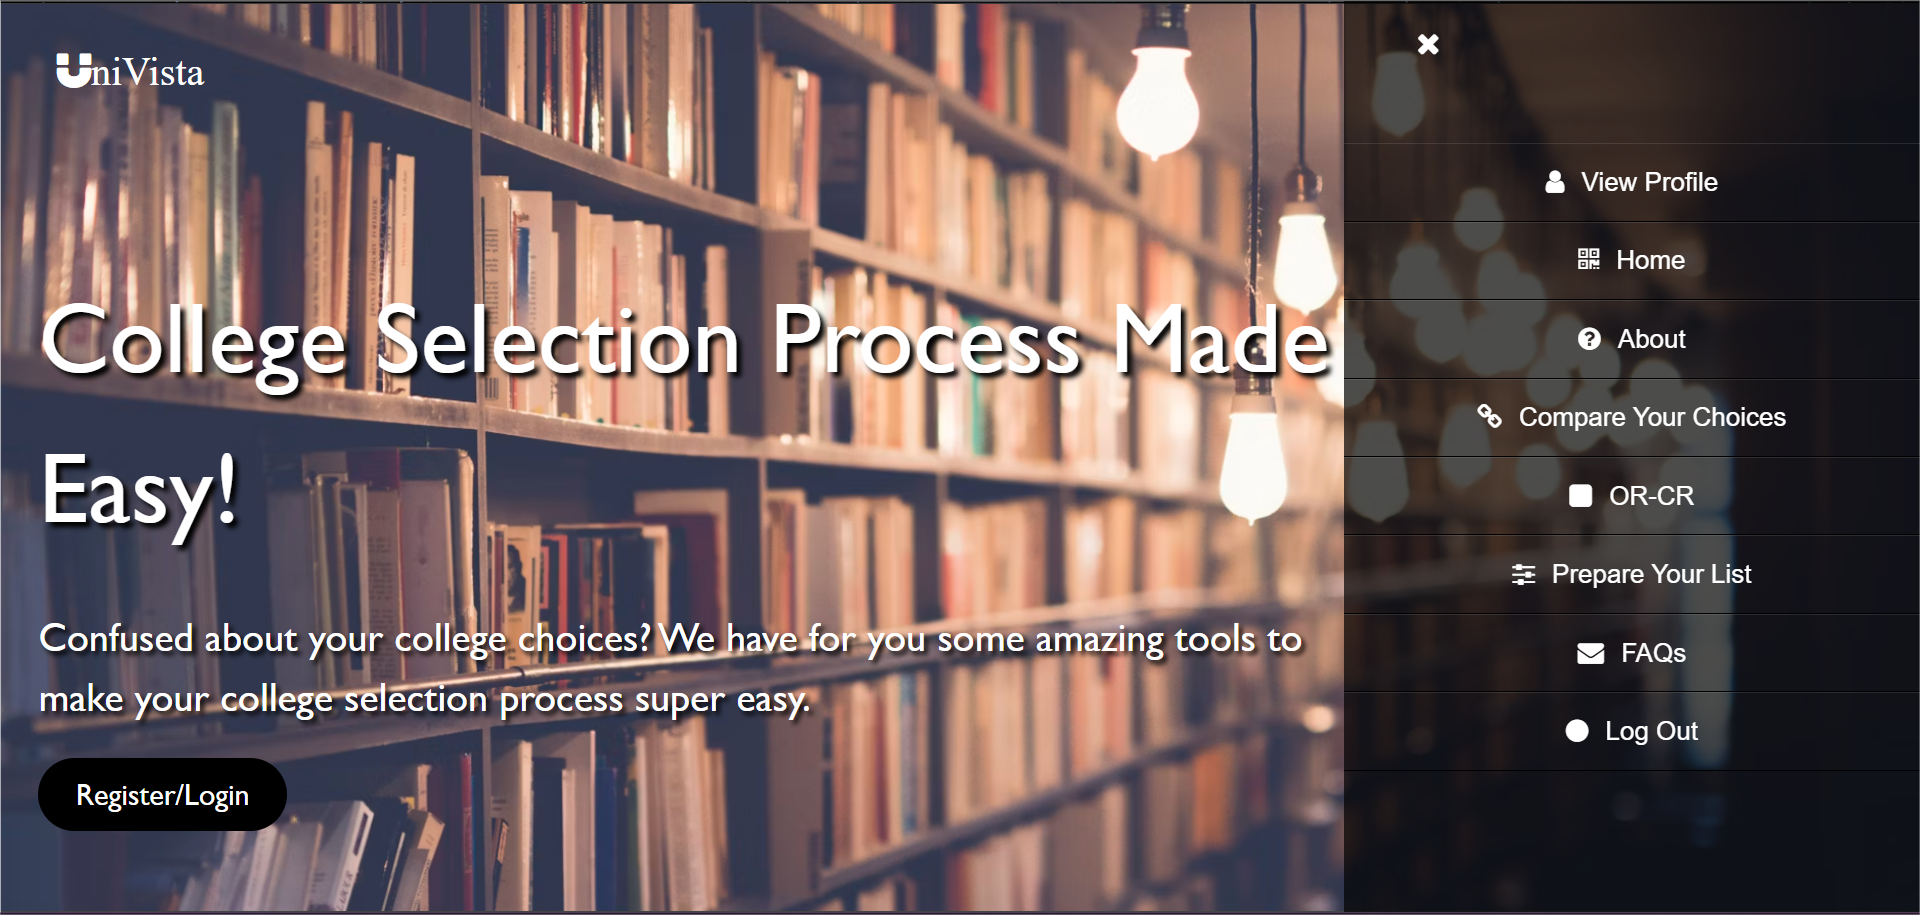 UniVista
College Selection Process Made
Easy!
Confused about your college choices? We have for you some amazing tools to
make your college selection process super easy.
Register/Login
View Profile
Home
About
Compare Your Choices
OR-CR
Prepare Your List
FAQs
Log Out